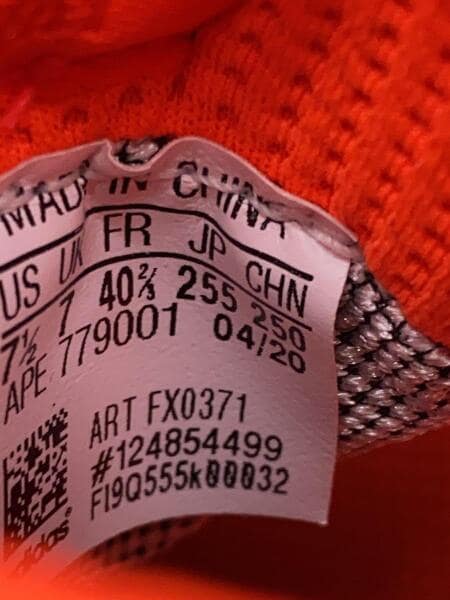 MADE IN CHINA
US UK FR JP CHN
7½ 7 40⅔ 255 250
APE 779001 04/20
ART FX0371
#124854499
FI9Q555k00032
adidas